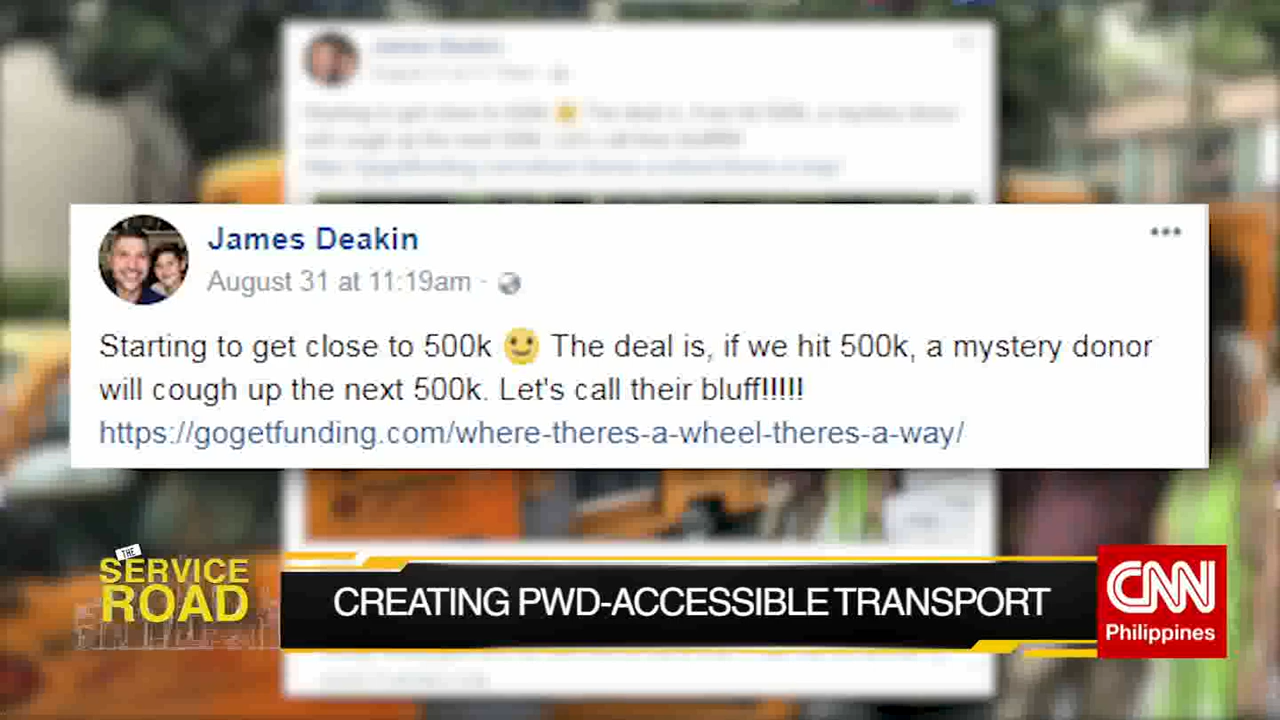 James Deakin
August 31 at 11:19am ·
Starting to get close to 500k 🙂 The deal is, if we hit 500k, a mystery donor
will cough up the next 500k. Let's call their bluff!!!!!
https://gogetfunding.com/where-theres-a-wheel-theres-a-way/
THE
SERVICE
ROAD
CREATING PWD-ACCESSIBLE TRANSPORT
CNN
Philippines